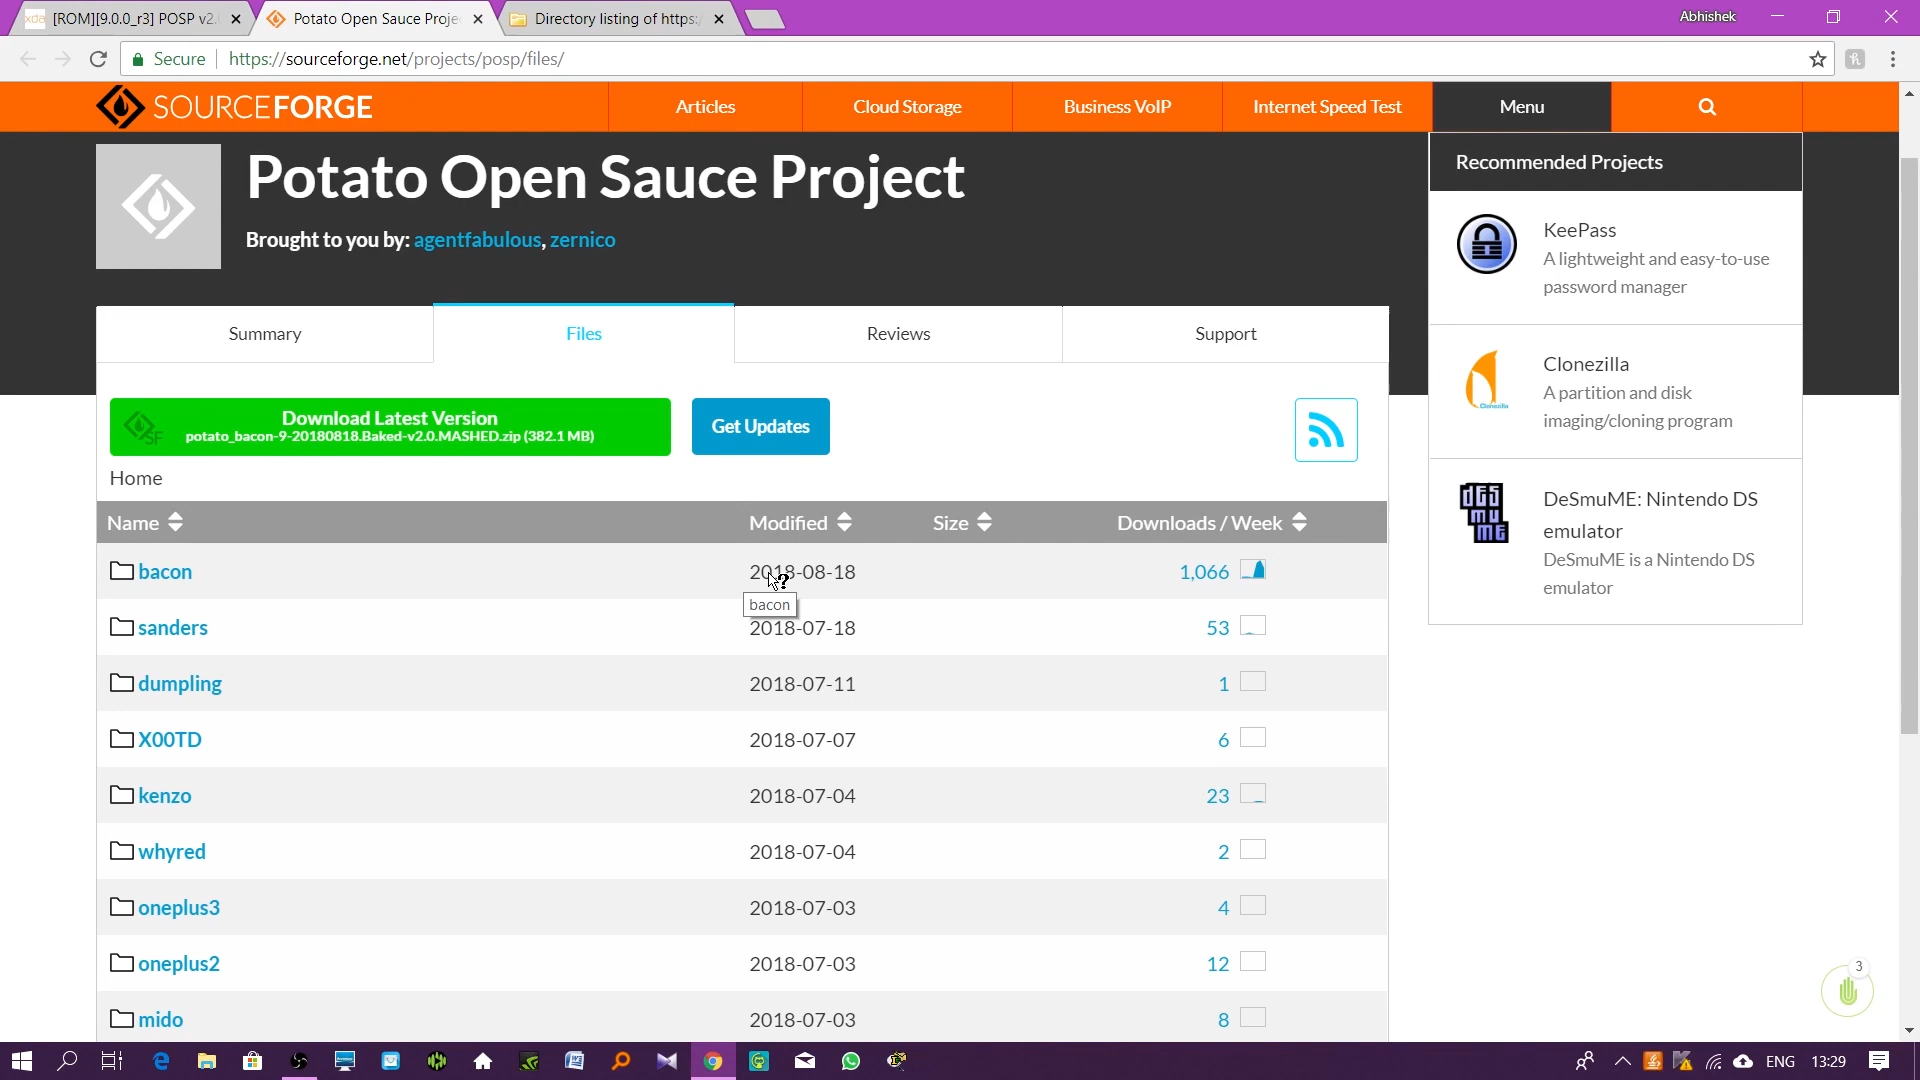 [ROM][9.0.0_r3] POSP v2.
Potato Open Sauce Proje
Directory listing of https:/
Abhishek
Secure
https://sourceforge.net/projects/posp/files/
SOURCEFORGE
Articles
Cloud Storage
Business VoIP
Internet Speed Test
Menu
Potato Open Sauce Project
Brought to you by: agentfabulous, zernico
Recommended Projects
KeePass
A lightweight and easy-to-use
password manager
Clonezilla
A partition and disk
imaging/cloning program
DeSmuME: Nintendo DS
emulator
DeSmuME is a Nintendo DS
emulator
Summary
Files
Reviews
Support
Download Latest Version
potato_bacon-9-20180818.Baked-v2.0.MASHED.zip (382.1 MB)
Get Updates
Home
Name
Modified
Size
Downloads / Week
bacon 2018-08-18 1,066
bacon
sanders 2018-07-18 53
dumpling 2018-07-11 1
X00TD 2018-07-07 6
kenzo 2018-07-04 23
whyred 2018-07-04 2
oneplus3 2018-07-03 4
oneplus2 2018-07-03 12
mido 2018-07-03 8
3
ENG
13:29